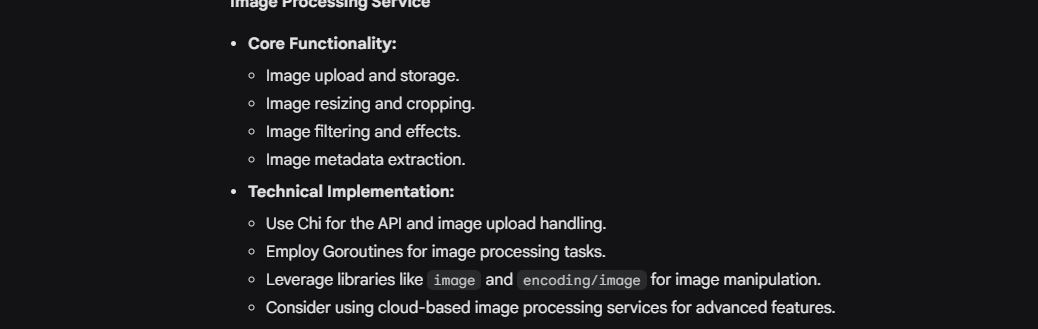 Image Processing Service
Core Functionality:
Image upload and storage.
Image resizing and cropping.
Image filtering and effects.
Image metadata extraction.
Technical Implementation:
Use Chi for the API and image upload handling.
Employ Goroutines for image processing tasks.
Leverage libraries like image and encoding/image for image manipulation.
Consider using cloud-based image processing services for advanced features.